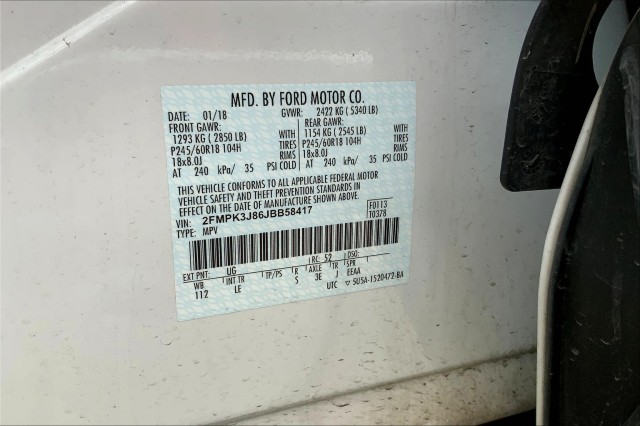 MFD. BY FORD MOTOR CO.
DATE: 01/18 GVWR: 2422 KG ( 5340 LB)
FRONT GAWR: REAR GAWR:
1293 KG ( 2850 LB) WITH 1154 KG ( 2545 LB) WITH
P245/60R18 104H TIRES P245/60R18 104H TIRES
18x8.0J RIMS 18x8.0J RIMS
AT 240 kPa/ 35 PSI COLD AT 240 kPa/ 35 PSI COLD
THIS VEHICLE CONFORMS TO ALL APPLICABLE FEDERAL MOTOR
VEHICLE SAFETY AND THEFT PREVENTION STANDARDS IN
EFFECT ON THE DATE OF MANUFACTURE SHOWN ABOVE.
VIN: 2FMPK3J86JBB58417 F0113
TYPE: MPV T0378
EXT PNT: UG RC: 52 DSO:
WB INT TR TP/PS R AXLE TR SPR
112 LE S 3E J EEAA
UTC ▽ 5U5A-1520472-BA